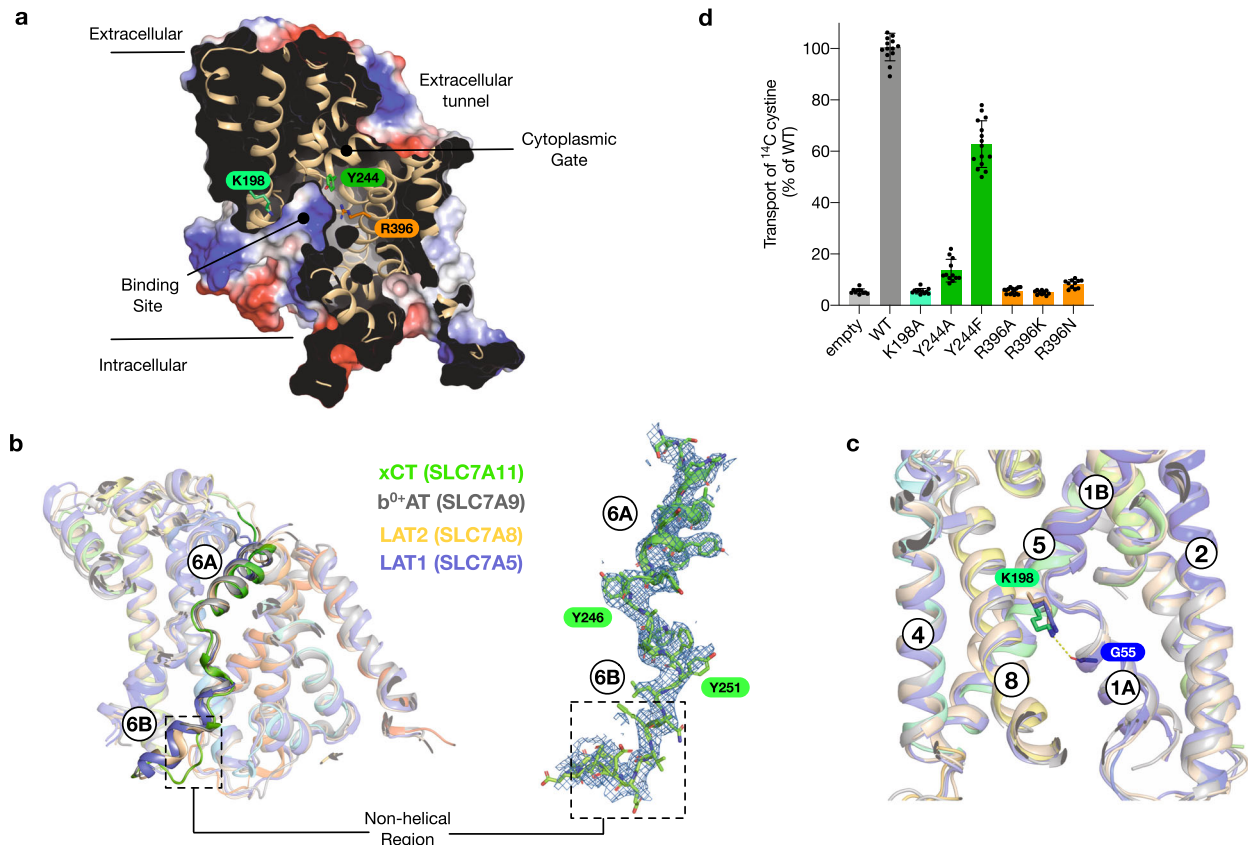 a
Extracellular
Extracellular
tunnel
Cytoplasmic
Gate
K198
Y244
R396
Binding
Site
Intracellular
d
Transport of ¹⁴C cystine
(% of WT)
100
80
60
40
20
0
empty
WT
K198A
Y244A
Y244F
R396A
R396K
R396N
b
xCT (SLC7A11)
b⁰⁺AT (SLC7A9)
LAT2 (SLC7A8)
LAT1 (SLC7A5)
6A
6B
6A
Y246
6B
Y251
Non-helical
Region
c
1B
5
2
K198
4
G55
8
1A